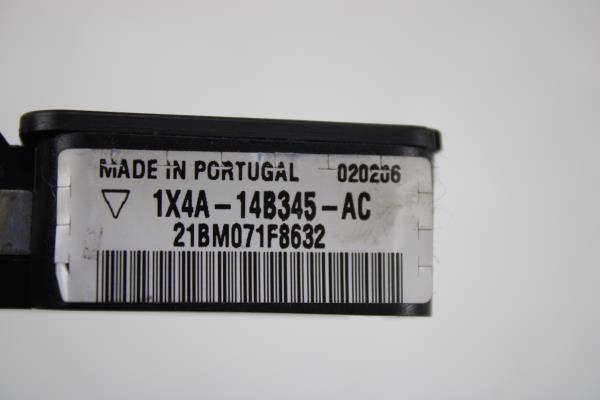 MADE IN PORTUGAL 020206
1X4A-14B345-AC
21BM071F8632